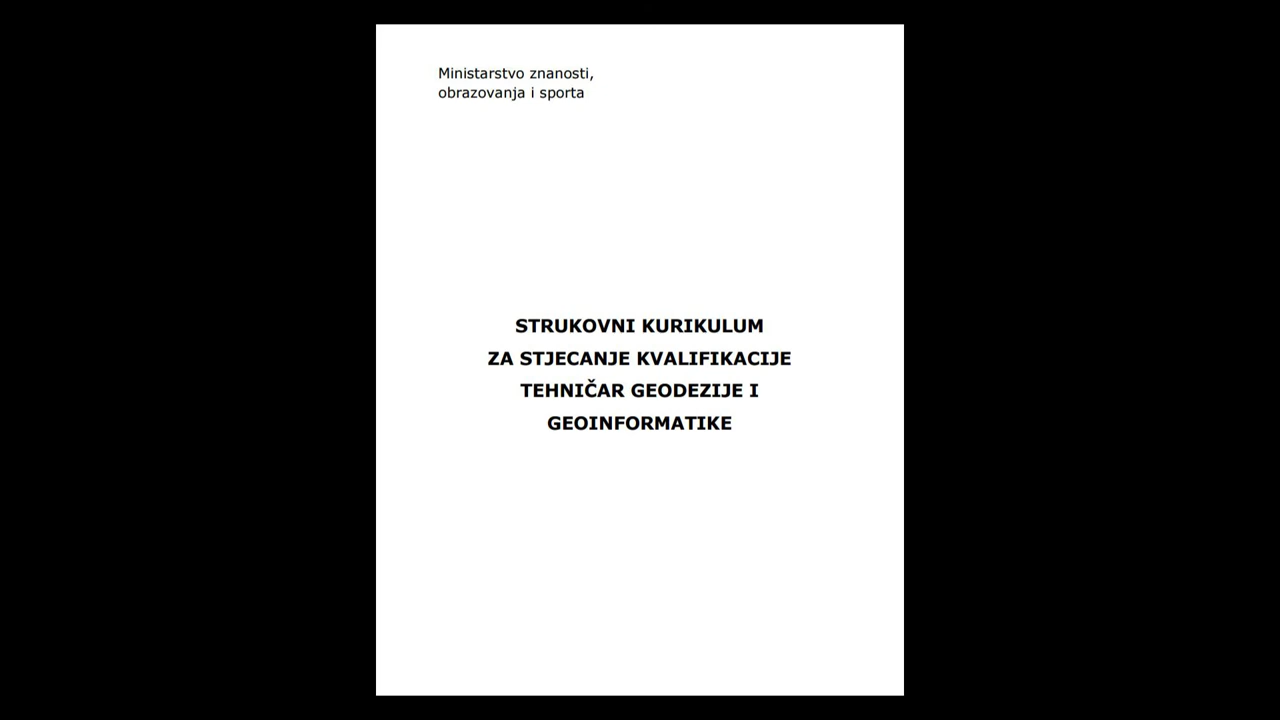 Ministarstvo znanosti,
obrazovanja i sporta
STRUKOVNI KURIKULUM
ZA STJECANJE KVALIFIKACIJE
TEHNIČAR GEODEZIJE I
GEOINFORMATIKE